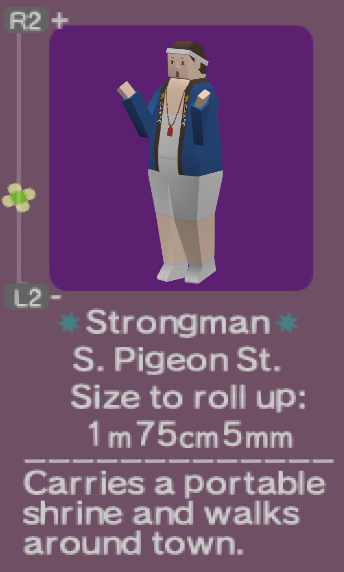 R2 +
L2 -
Strongman
S. Pigeon St.
Size to roll up:
1m75cm5mm
Carries a portable
shrine and walks
around town.